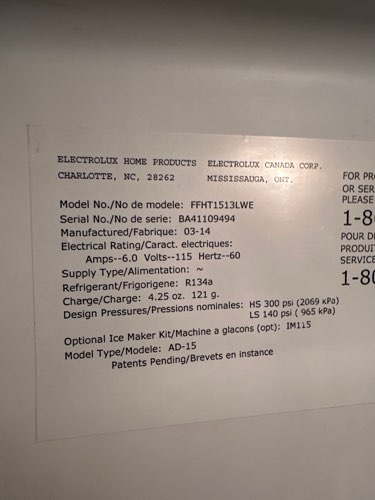 ELECTROLUX HOME PRODUCTS ELECTROLUX CANADA CORP.
CHARLOTTE, NC, 28262 MISSISSAUGA, ONT.
Model No./No de modele: FFHT1513LWE
Serial No./No de serie: BA41109494
Manufactured/Fabrique: 03-14
Electrical Rating/Caract. electriques:
Amps--6.0 Volts--115 Hertz--60
Supply Type/Alimentation: ~
Refrigerant/Frigorigene: R134a
Charge/Charge: 4.25 oz. 121 g.
Design Pressures/Pressions nominales: HS 300 psi (2069 kPa)
LS 140 psi ( 965 kPa)
Optional Ice Maker Kit/Machine a glacons (opt): IM115
Model Type/Modele: AD-15
Patents Pending/Brevets en instance
FOR
OR
PLEASE
1-8
POUR
SERVICE
1-80